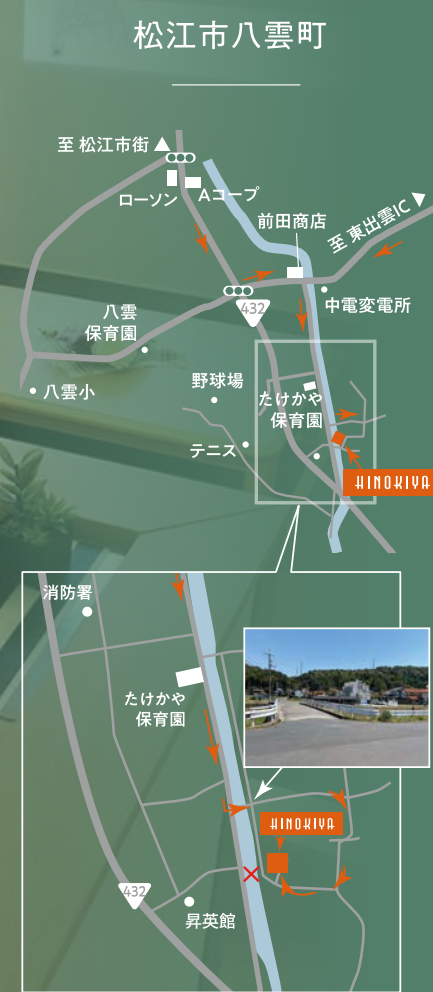 松江市八雲町
至 松江市街
ローソン
Aコープ
前田商店
至 東出雲IC
432
中電変電所
八雲
保育園
八雲小
野球場
たけかや
保育園
テニス
HINOKIYA
消防署
たけかや
保育園
HINOKIYA
432
昇英館